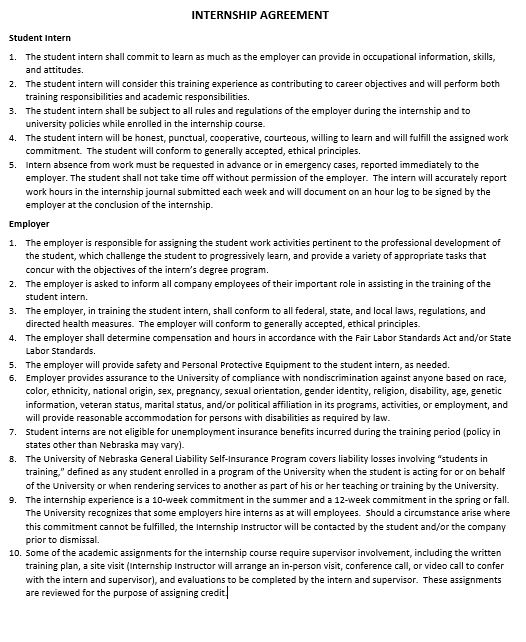 INTERNSHIP AGREEMENT
Student Intern
1. The student intern shall commit to learn as much as the employer can provide in occupational information, skills,
and attitudes.
2. The student intern will consider this training experience as contributing to career objectives and will perform both
training responsibilities and academic responsibilities.
3. The student intern shall be subject to all rules and regulations of the employer during the internship and to
university policies while enrolled in the internship course.
4. The student intern will be honest, punctual, cooperative, courteous, willing to learn and will fulfill the assigned work
commitment. The student will conform to generally accepted, ethical principles.
5. Intern absence from work must be requested in advance or in emergency cases, reported immediately to the
employer. The student shall not take time off without permission of the employer. The intern will accurately report
work hours in the internship journal submitted each week and will document on an hour log to be signed by the
employer at the conclusion of the internship.
Employer
1. The employer is responsible for assigning the student work activities pertinent to the professional development of
the student, which challenge the student to progressively learn, and provide a variety of appropriate tasks that
concur with the objectives of the intern's degree program.
2. The employer is asked to inform all company employees of their important role in assisting in the training of the
student intern.
3. The employer, in training the student intern, shall conform to all federal, state, and local laws, regulations, and
directed health measures. The employer will conform to generally accepted, ethical principles.
4. The employer shall determine compensation and hours in accordance with the Fair Labor Standards Act and/or State
Labor Standards.
5. The employer will provide safety and Personal Protective Equipment to the student intern, as needed.
6. Employer provides assurance to the University of compliance with nondiscrimination against anyone based on race,
color, ethnicity, national origin, sex, pregnancy, sexual orientation, gender identity, religion, disability, age, genetic
information, veteran status, marital status, and/or political affiliation in its programs, activities, or employment, and
will provide reasonable accommodation for persons with disabilities as required by law.
7. Student interns are not eligible for unemployment insurance benefits incurred during the training period (policy in
states other than Nebraska may vary).
8. The University of Nebraska General Liability Self-Insurance Program covers liability losses involving "students in
training," defined as any student enrolled in a program of the University when the student is acting for or on behalf
of the University or when rendering services to another as part of his or her teaching or training by the University.
9. The internship experience is a 10-week commitment in the summer and a 12-week commitment in the spring or fall.
The University recognizes that some employers hire interns as at will employees. Should a circumstance arise where
this commitment cannot be fulfilled, the Internship Instructor will be contacted by the student and/or the company
prior to dismissal.
10. Some of the academic assignments for the internship course require supervisor involvement, including the written
training plan, a site visit (Internship Instructor will arrange an in-person visit, conference call, or video call to confer
with the intern and supervisor), and evaluations to be completed by the intern and supervisor. These assignments
are reviewed for the purpose of assigning credit.